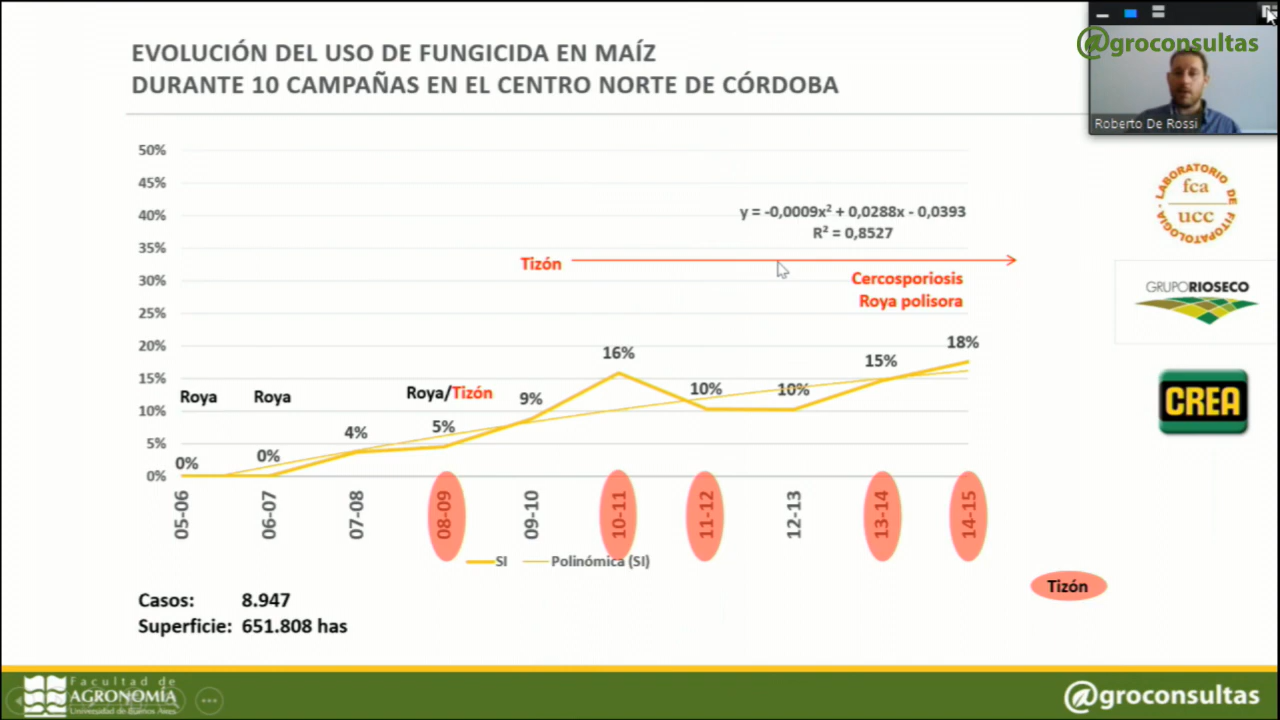 EVOLUCIÓN DEL USO DE FUNGICIDA EN MAÍZ
DURANTE 10 CAMPAÑAS EN EL CENTRO NORTE DE CÓRDOBA
@groconsultas
Roberto De Rossi
50%
45%
40%
35%
30%
25%
20%
15%
10%
5%
0%
y = -0,0009x² + 0,0288x - 0,0393
R² = 0,8527
Tizón
Cercosporiosis
Roya polisora
Roya
Roya
Roya/Tizón
0%
0%
4%
5%
9%
16%
10%
10%
15%
18%
05-06
06-07
07-08
08-09
09-10
10-11
11-12
12-13
13-14
14-15
SI
Polinómica (SI)
Tizón
Casos: 8.947
Superficie: 651.808 has
LABORATORIO DE FITOPATOLOGIA
fca
ucc
GRUPORIOSECO
CREA
Facultad de
AGRONOMÍA
Universidad de Buenos Aires
@groconsultas